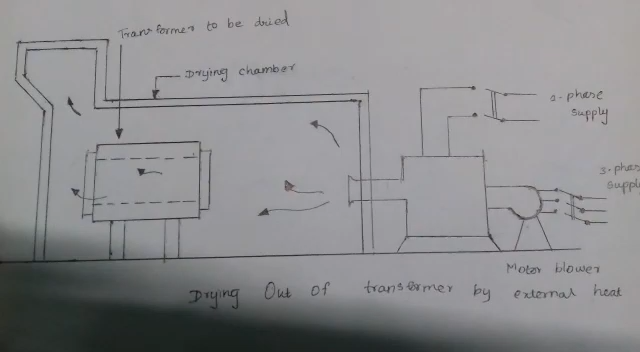 Transformer to be dried
Drying chamber
1-phase
supply
3-phase
supply
Motor blower
Drying Out of transformer by external heat